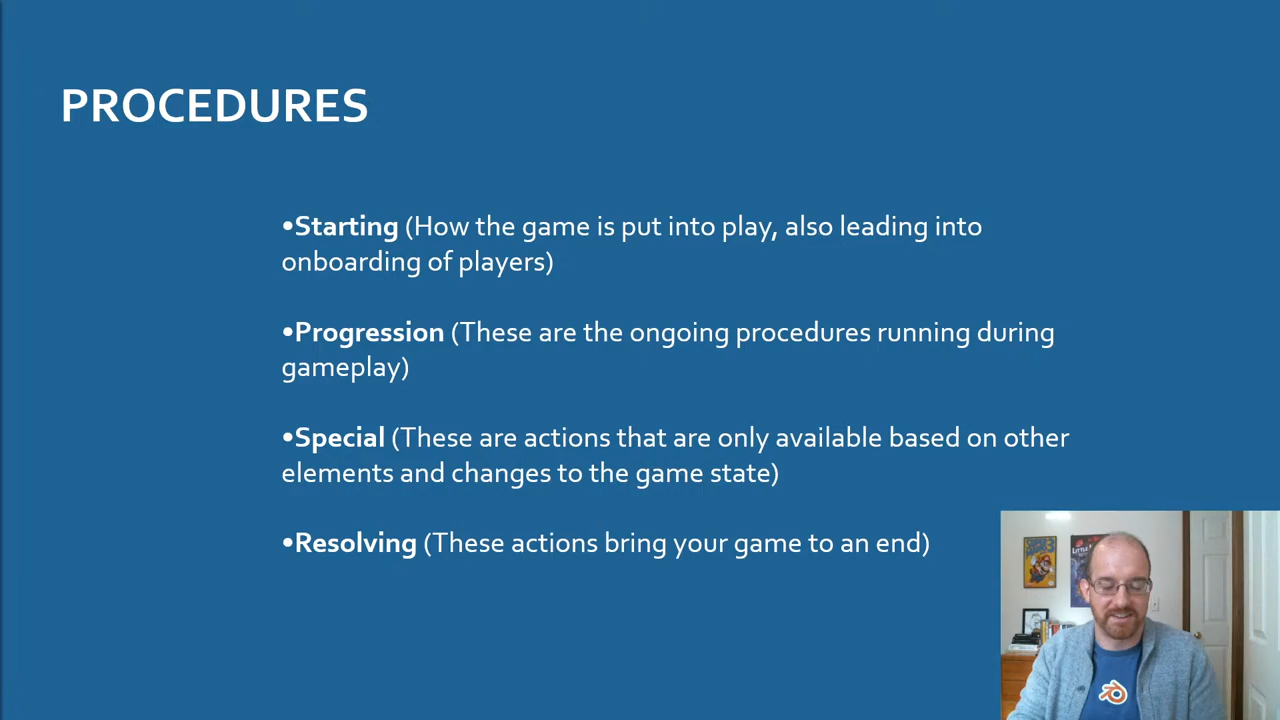 PROCEDURES
•Starting (How the game is put into play, also leading into
onboarding of players)
•Progression (These are the ongoing procedures running during
gameplay)
•Special (These are actions that are only available based on other
elements and changes to the game state)
•Resolving (These actions bring your game to an end)